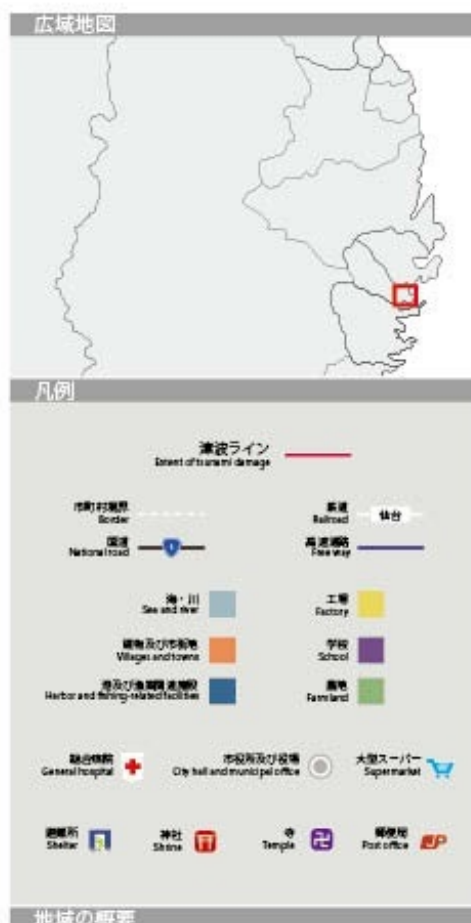 広域地図
凡例
津波ライン
Extent of tsunami damage
市町村境界
Border
鉄道
Railroad
仙台
国道
National road
高速道路
Free way
海・川
Sea and river
工場
Factory
建物及び市街地
Villages and towns
学校
School
港及び漁業関連施設
Harbor and fishing-related facilities
農地
Farm land
総合病院
General hospital
市役所及び役場
City hall and municipal office
大型スーパー
Supermarket
避難所
Shelter
神社
Shrine
寺
Temple
郵便局
Post office
地域の概要